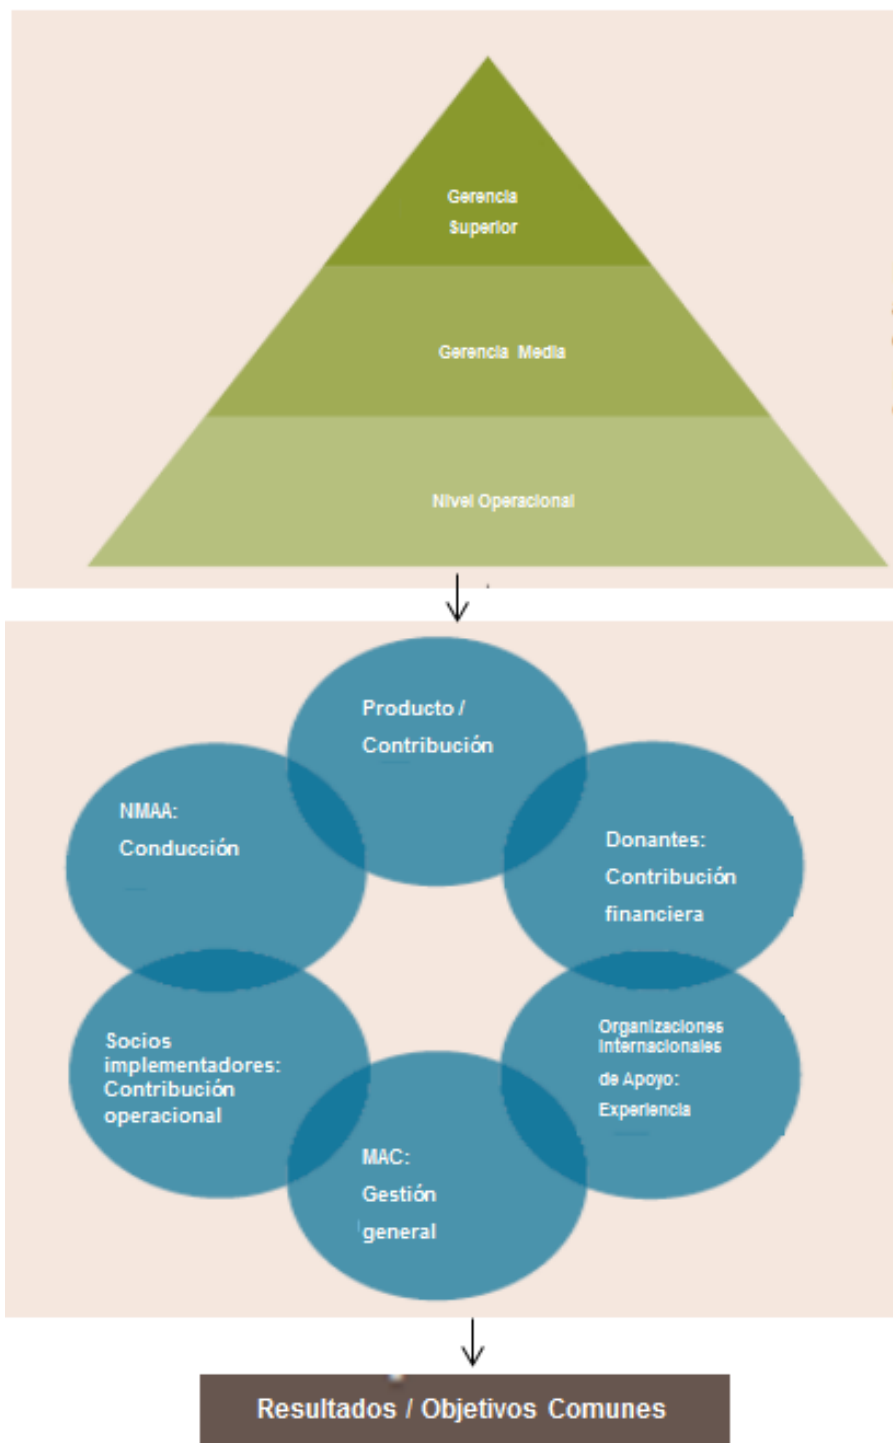 Gerencia
Superior
Gerencia Media
Nivel Operacional
Producto /
Contribución
NMAA:
Conducción
Donantes:
Contribución
financiera
Socios
implementadores:
Contribución
operacional
Organizaciones
Internacionales
de Apoyo:
Experiencia
MAC:
Gestión
general
Resultados / Objetivos Comunes